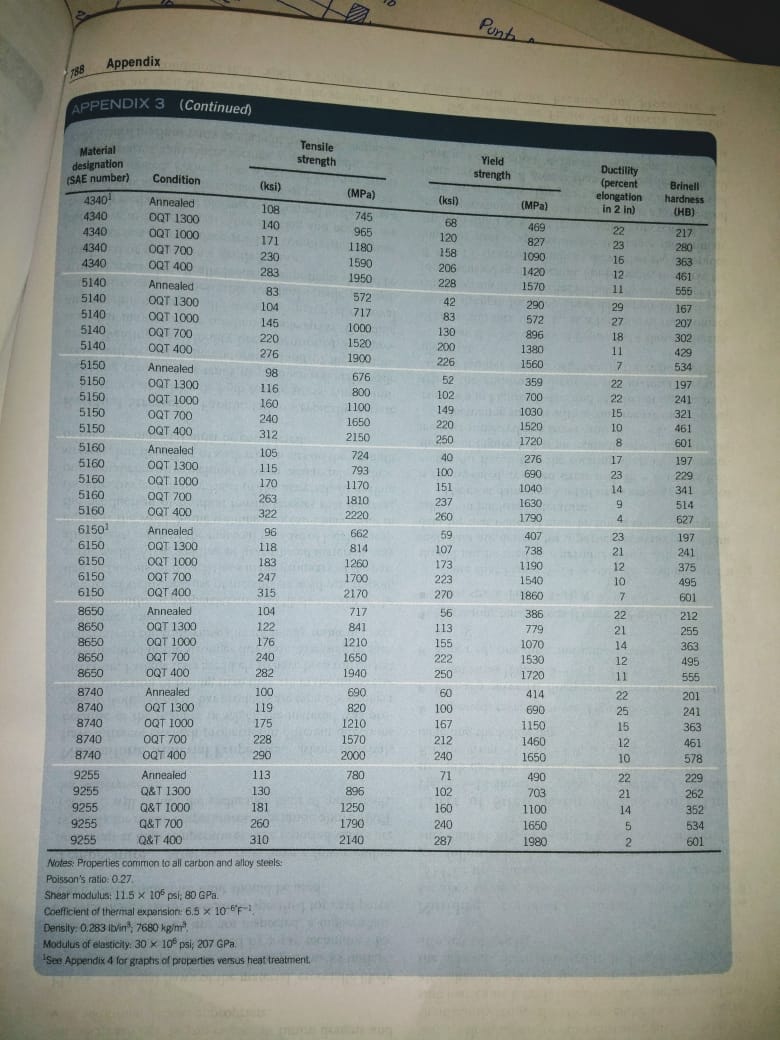 Pont
788 Appendix
APPENDIX 3 (Continued)
Material designation (SAE number) Condition Tensile strength (ksi) (MPa) Yield strength (ksi) (MPa) Ductility (percent elongation in 2 in) Brinell hardness (HB)
4340¹ Annealed 108 745 68 469 22 217
4340 OQT 1300 140 965 120 827 23 280
4340 OQT 1000 171 1180 158 1090 16 363
4340 OQT 700 230 1590 206 1420 12 461
4340 OQT 400 283 1950 228 1570 11 555
5140 Annealed 83 572 42 290 29 167
5140 OQT 1300 104 717 83 572 27 207
5140 OQT 1000 145 1000 130 896 18 302
5140 OQT 700 220 1520 200 1380 11 429
5140 OQT 400 276 1900 226 1560 7 534
5150 Annealed 98 676 52 359 22 197
5150 OQT 1300 116 800 102 700 22 241
5150 OQT 1000 160 1100 149 1030 15 321
5150 OQT 700 240 1650 220 1520 10 461
5150 OQT 400 312 2150 250 1720 8 601
5160 Annealed 105 724 40 276 17 197
5160 OQT 1300 115 793 100 690 23 229
5160 OQT 1000 170 1170 151 1040 14 341
5160 OQT 700 263 1810 237 1630 9 514
5160 OQT 400 322 2220 260 1790 4 627
6150¹ Annealed 96 662 59 407 23 197
6150 OQT 1300 118 814 107 738 21 241
6150 OQT 1000 183 1260 173 1190 12 375
6150 OQT 700 247 1700 223 1540 10 495
6150 OQT 400 315 2170 270 1860 7 601
8650 Annealed 104 717 56 386 22 212
8650 OQT 1300 122 841 113 779 21 255
8650 OQT 1000 176 1210 155 1070 14 363
8650 OQT 700 240 1650 222 1530 12 495
8650 OQT 400 282 1940 250 1720 11 555
8740 Annealed 100 690 60 414 22 201
8740 OQT 1300 119 820 100 690 25 241
8740 OQT 1000 175 1210 167 1150 15 363
8740 OQT 700 228 1570 212 1460 12 461
8740 OQT 400 290 2000 240 1650 10 578
9255 Annealed 113 780 71 490 22 229
9255 Q&T 1300 130 896 102 703 21 262
9255 Q&T 1000 181 1250 160 1100 14 352
9255 Q&T 700 260 1790 240 1650 5 534
9255 Q&T 400 310 2140 287 1980 2 601
Notes: Properties common to all carbon and alloy steels:
Poisson's ratio: 0.27.
Shear modulus: 11.5 × 10⁶ psi; 80 GPa.
Coefficient of thermal expansion: 6.5 × 10⁻⁶ °F⁻¹.
Density: 0.283 lb/in³; 7680 kg/m³.
Modulus of elasticity: 30 × 10⁶ psi; 207 GPa.
¹See Appendix 4 for graphs of properties versus heat treatment.